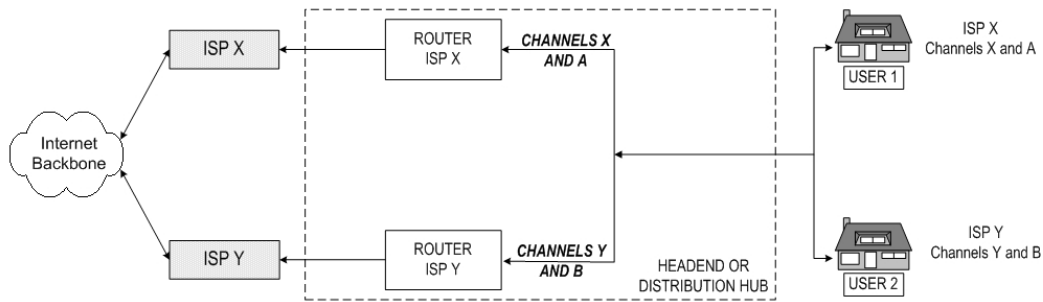 Internet
Backbone
ISP X
ISP Y
ROUTER
ISP X
ROUTER
ISP Y
CHANNELS X
AND A
CHANNELS Y
AND B
HEADEND OR
DISTRIBUTION HUB
USER 1
ISP X
Channels X and A
USER 2
ISP Y
Channels Y and B